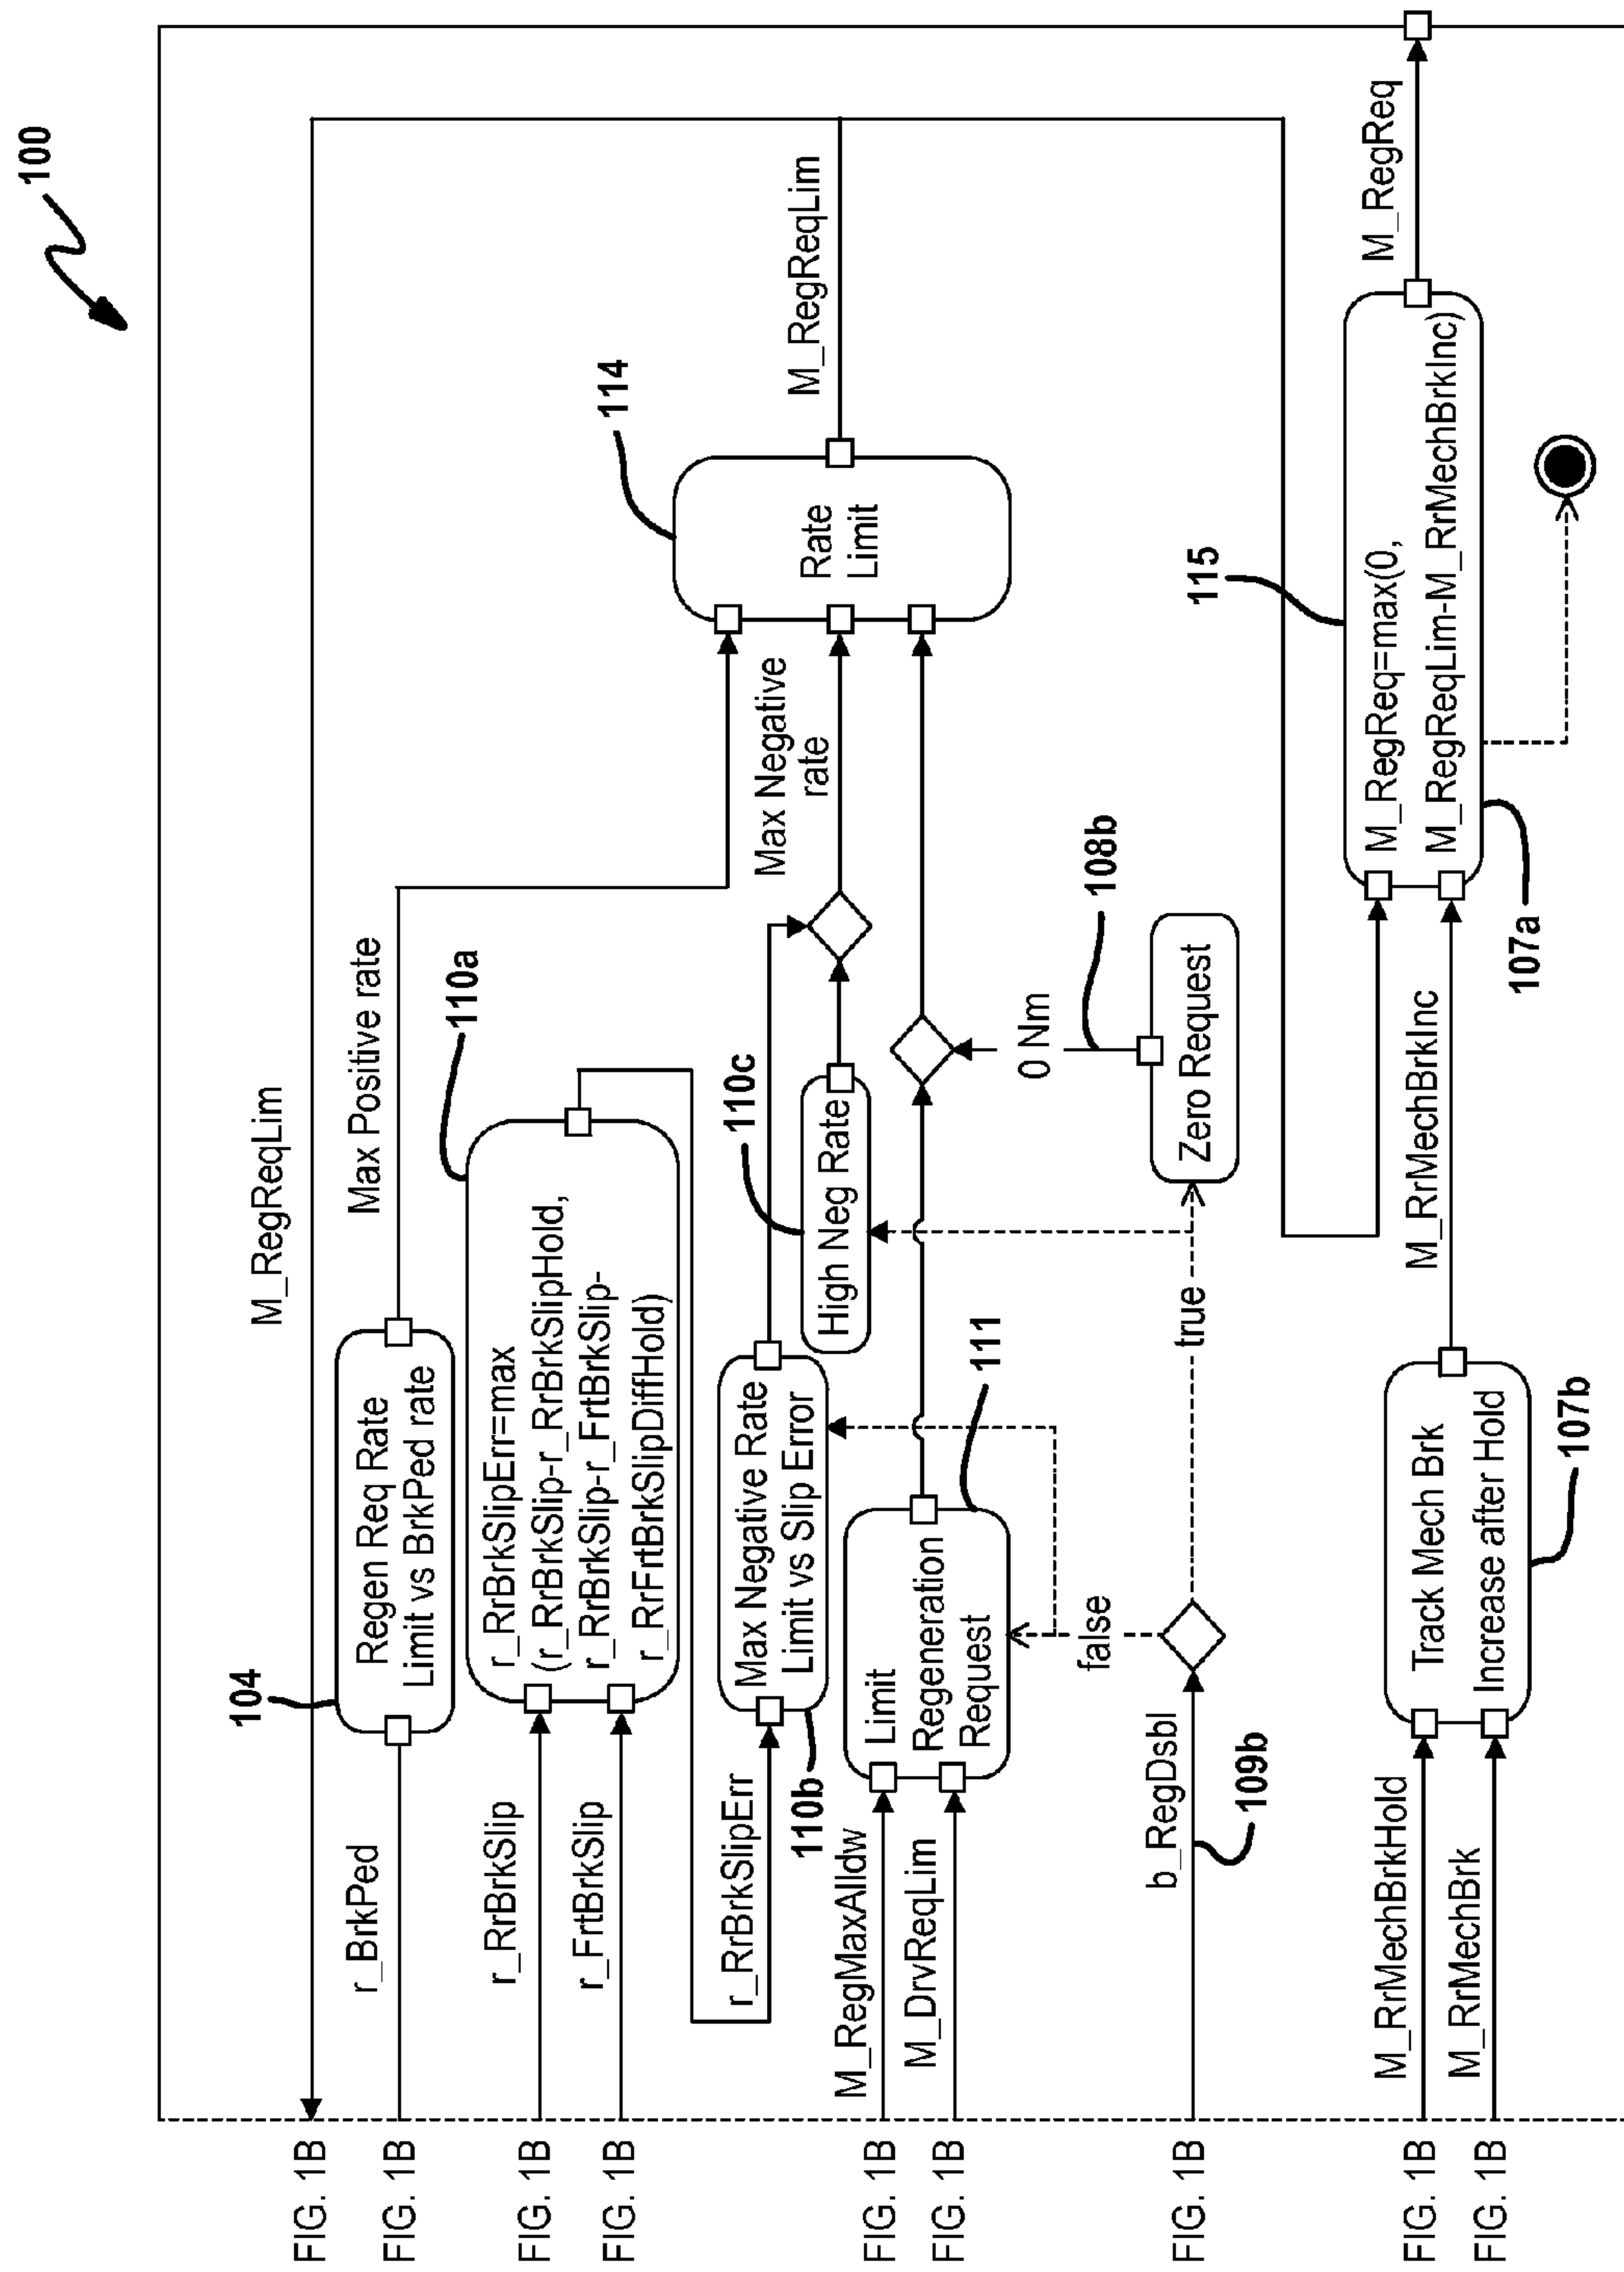 100
FIG. 1B
M_RegReqLim
FIG. 1B
r_BrkPed
104
Regen Req Rate
Limit vs BrkPed rate
Max Positive rate
FIG. 1B
r_RrBrkSlip
FIG. 1B
r_FrtBrkSlip
r_RrBrkSlipErr=max
(r_RrBrkSlip-r_RrBrkSlipHold,
r_RrBrkSlip-r_FrtBrkSlip-
r_RrFrtBrkSlipDiffHold)
110a
r_RrBrkSlipErr
110b
Max Negative Rate
Limit vs Slip Error
110c
High Neg Rate
Max Negative
rate
114
Rate
Limit
M_RegReqLim
FIG. 1B
M_RegMaxAlldw
FIG. 1B
M_DrvReqLim
Limit
Regeneration
Request
111
0 Nm
108b
Zero Request
false
true
FIG. 1B
b_RegDsbl
109b
FIG. 1B
M_RrMechBrkHold
FIG. 1B
M_RrMechBrk
Track Mech Brk
Increase after Hold
107b
M_RrMechBrkInc
115
M_RegReq=max(0,
M_RegReqLim-M_RrMechBrkInc)
107a
M_RegReq